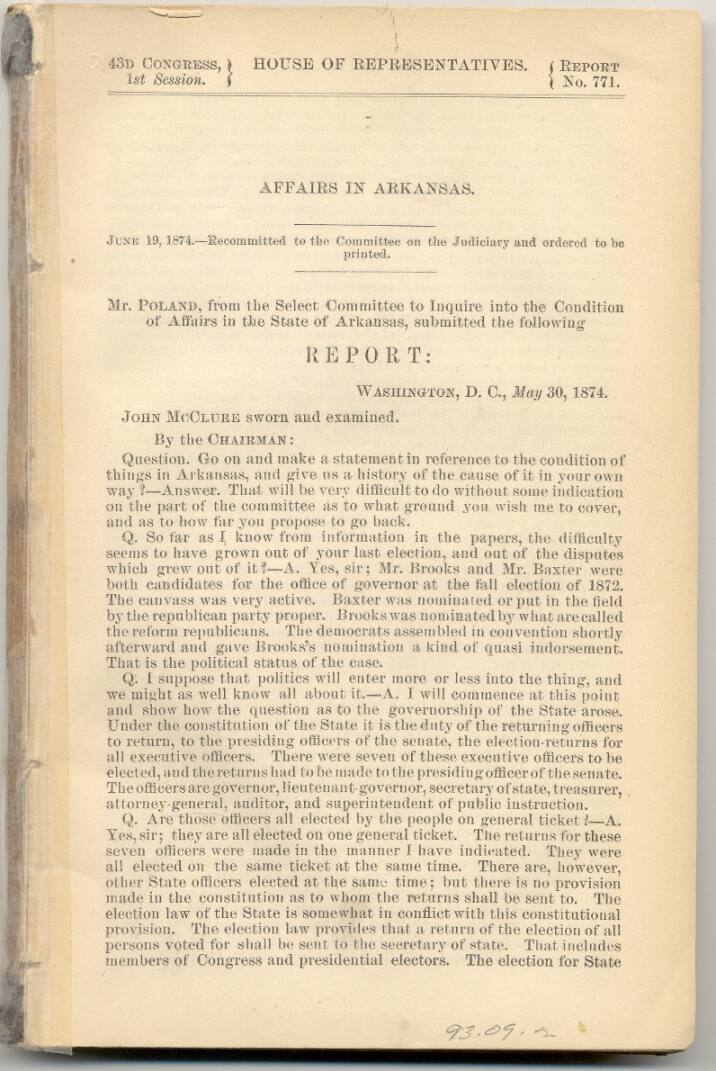 43D CONGRESS, } HOUSE OF REPRESENTATIVES. { REPORT
1st Session. } { No. 771.
AFFAIRS IN ARKANSAS.
JUNE 19, 1874.—Recommitted to the Committee on the Judiciary and ordered to be
printed.
Mr. POLAND, from the Select Committee to Inquire into the Condition
of Affairs in the State of Arkansas, submitted the following
REPORT:
WASHINGTON, D. C., May 30, 1874.
JOHN MCCLURE sworn and examined.
By the CHAIRMAN:
Question. Go on and make a statement in reference to the condition of
things in Arkansas, and give us a history of the cause of it in your own
way?—Answer. That will be very difficult to do without some indication
on the part of the committee as to what ground you wish me to cover,
and as to how far you propose to go back.
Q. So far as I know from information in the papers, the difficulty
seems to have grown out of your last election, and out of the disputes
which grew out of it?—A. Yes, sir; Mr. Brooks and Mr. Baxter were
both candidates for the office of governor at the fall election of 1872.
The canvass was very active. Baxter was nominated or put in the field
by the republican party proper. Brooks was nominated by what are called
the reform republicans. The democrats assembled in convention shortly
afterward and gave Brooks's nomination a kind of quasi indorsement.
That is the political status of the case.
Q. I suppose that politics will enter more or less into the thing, and
we might as well know all about it.—A. I will commence at this point
and show how the question as to the governorship of the State arose.
Under the constitution of the State it is the duty of the returning officers
to return, to the presiding officers of the senate, the election-returns for
all executive officers. There were seven of these executive officers to be
elected, and the returns had to be made to the presiding officer of the senate.
The officers are governor, lieutenant-governor, secretary of state, treasurer,
attorney-general, auditor, and superintendent of public instruction.
Q. Are those officers all elected by the people on general ticket?—A.
Yes, sir; they are all elected on one general ticket. The returns for these
seven officers were made in the manner I have indicated. They were
all elected on the same ticket at the same time. There are, however,
other State officers elected at the same time; but there is no provision
made in the constitution as to whom the returns shall be sent to. The
election law of the State is somewhat in conflict with this constitutional
provision. The election law provides that a return of the election of all
persons voted for shall be sent to the secretary of state. That includes
members of Congress and presidential electors. The election for State
93.09.2